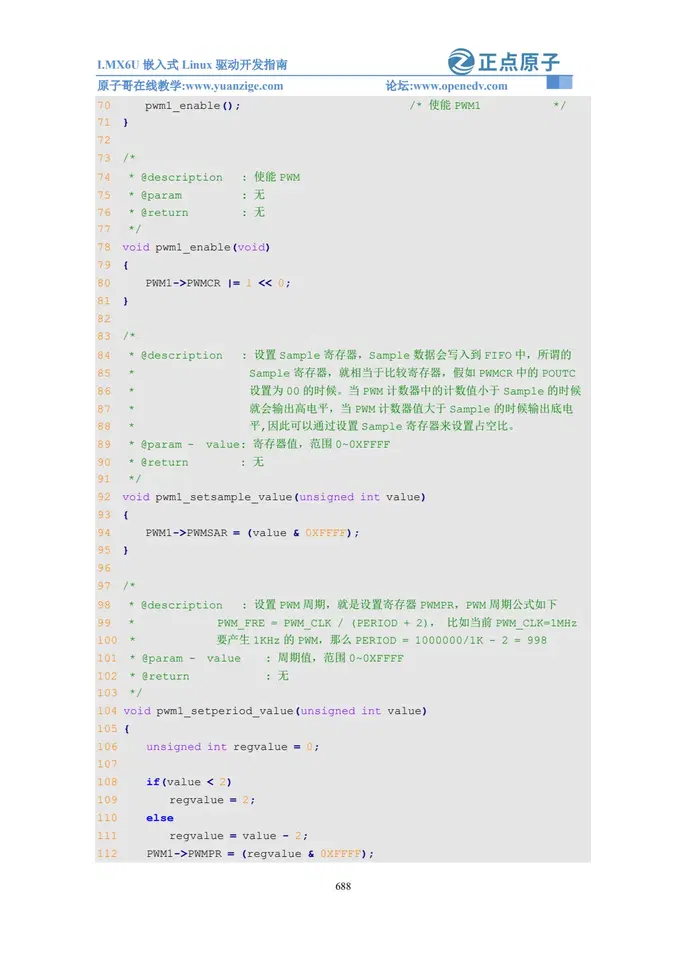 I.MX6U 嵌入式 Linux 驱动开发指南
正点原子
原子哥在线教学:www.yuanzige.com 论坛:www.openedv.com
70 pwm1_enable(); /* 使能 PWM1 */
71 }
72
73 /*
74 * @description : 使能 PWM
75 * @param : 无
76 * @return : 无
77 */
78 void pwm1_enable(void)
79 {
80 PWM1->PWMCR |= 1 << 0;
81 }
82
83 /*
84 * @description : 设置 Sample 寄存器，Sample 数据会写入到 FIFO 中，所谓的
85 * Sample 寄存器，就相当于比较寄存器，假如 PWMCR 中的 POUTC
86 * 设置为 00 的时候。当 PWM 计数器中的计数值小于 Sample 的时候
87 * 就会输出高电平，当 PWM 计数器值大于 Sample 的时候输出底电
88 * 平,因此可以通过设置 Sample 寄存器来设置占空比。
89 * @param - value: 寄存器值，范围 0~0XFFFF
90 * @return : 无
91 */
92 void pwm1_setsample_value(unsigned int value)
93 {
94 PWM1->PWMSAR = (value & 0XFFFF);
95 }
96
97 /*
98 * @description : 设置 PWM 周期，就是设置寄存器 PWMPR，PWM 周期公式如下
99 * PWM_FRE = PWM_CLK / (PERIOD + 2)， 比如当前 PWM_CLK=1MHz
100 * 要产生 1KHz 的 PWM，那么 PERIOD = 1000000/1K - 2 = 998
101 * @param - value : 周期值，范围 0~0XFFFF
102 * @return : 无
103 */
104 void pwm1_setperiod_value(unsigned int value)
105 {
106 unsigned int regvalue = 0;
107
108 if(value < 2)
109 regvalue = 2;
110 else
111 regvalue = value - 2;
112 PWM1->PWMPR = (regvalue & 0XFFFF);
688